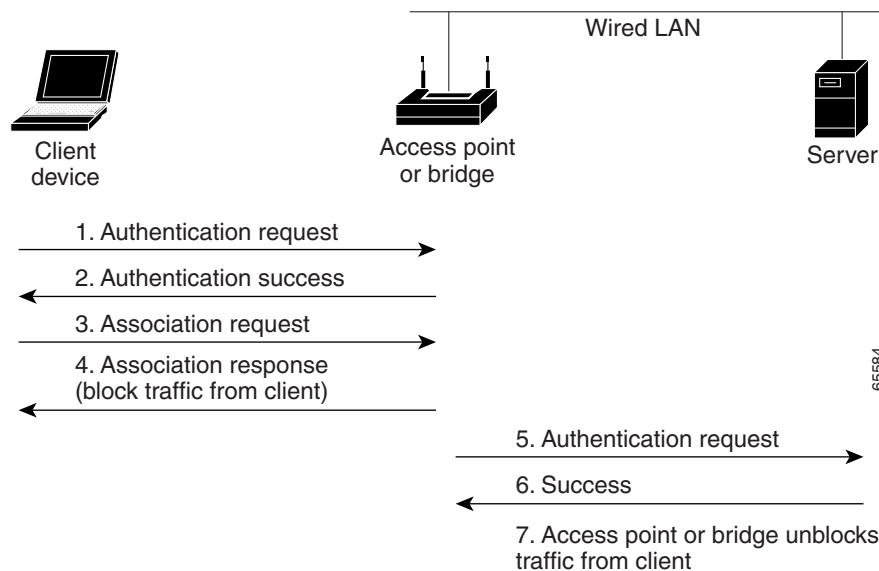 Wired LAN
Client
device
Access point
or bridge
Server
1. Authentication request
2. Authentication success
3. Association request
4. Association response
(block traffic from client)
65584
5. Authentication request
6. Success
7. Access point or bridge unblocks
traffic from client